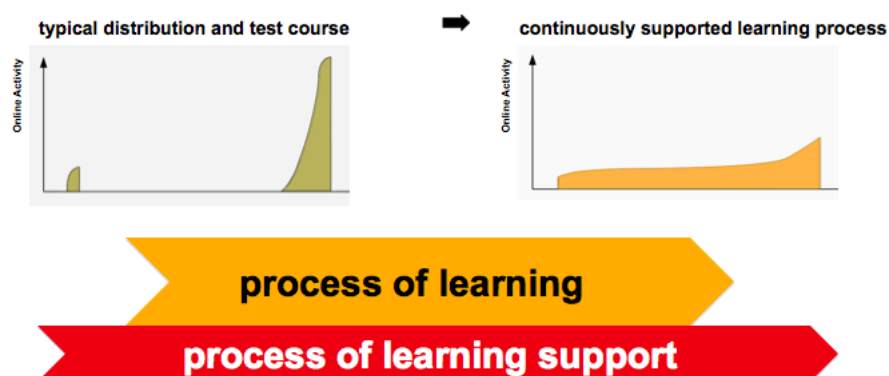 typical distribution and test course
continuously supported learning process
Online Activity
Online Activity
process of learning
process of learning support